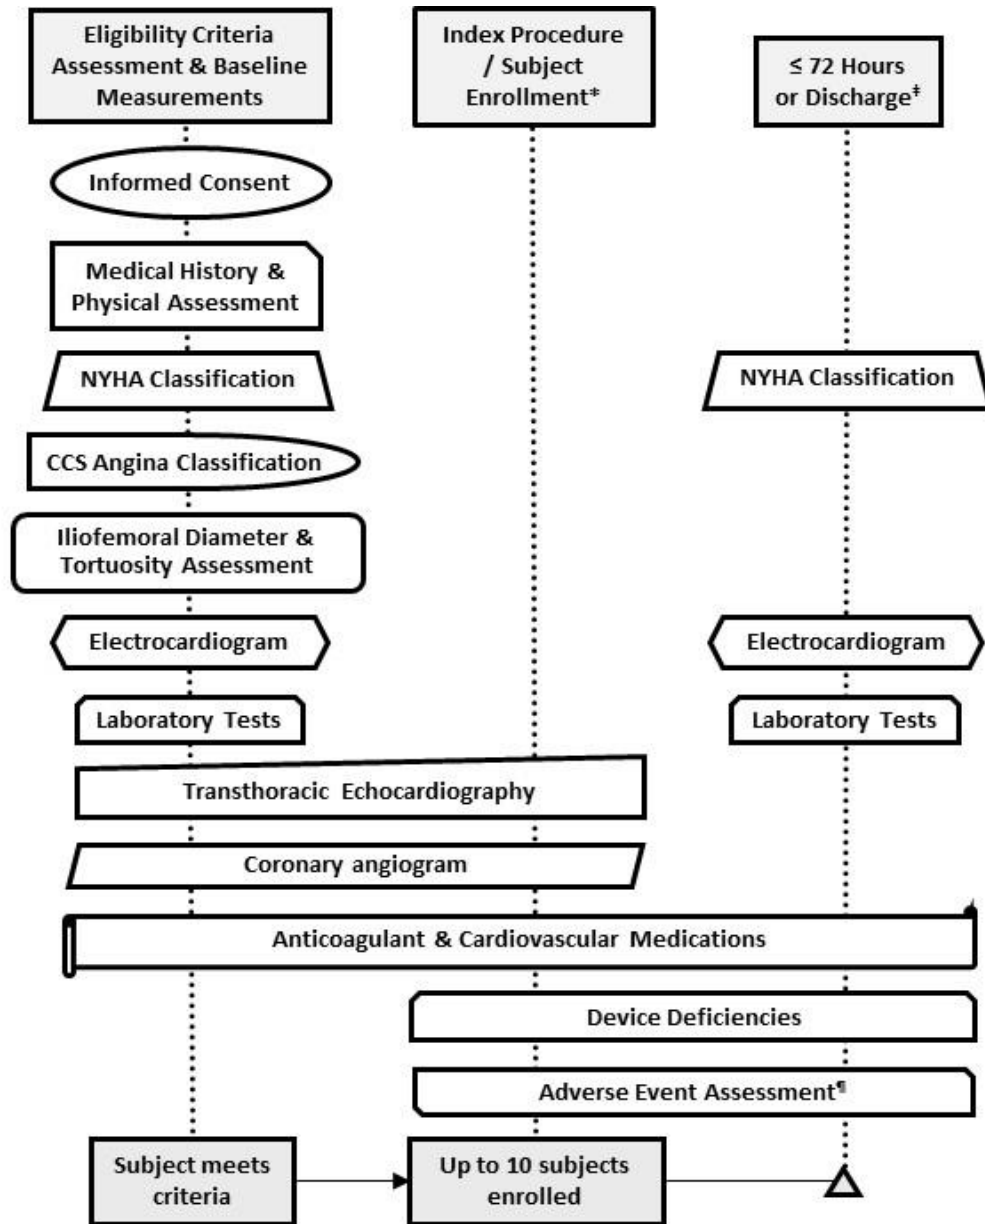 Eligibility Criteria
Assessment & Baseline
Measurements
Index Procedure
/ Subject
Enrollment*
≤ 72 Hours
or Discharge‡
Informed Consent
Medical History &
Physical Assessment
NYHA Classification
NYHA Classification
CCS Angina Classification
Iliofemoral Diameter &
Tortuosity Assessment
Electrocardiogram
Electrocardiogram
Laboratory Tests
Laboratory Tests
Transthoracic Echocardiography
Coronary angiogram
Anticoagulant & Cardiovascular Medications
Device Deficiencies
Adverse Event Assessment¶
Subject meets
criteria
Up to 10 subjects
enrolled